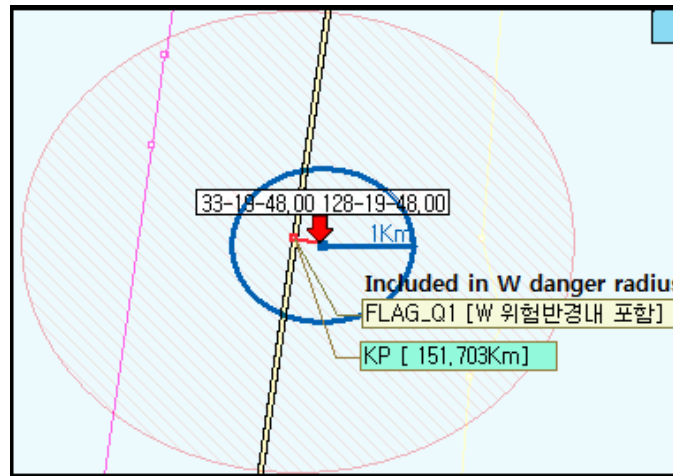 33-19-48,00 128-19-48,00
1Km
Included in W danger radius
FLAG_Q1 [W 위험반경내 포함]
KP [ 151,703Km]